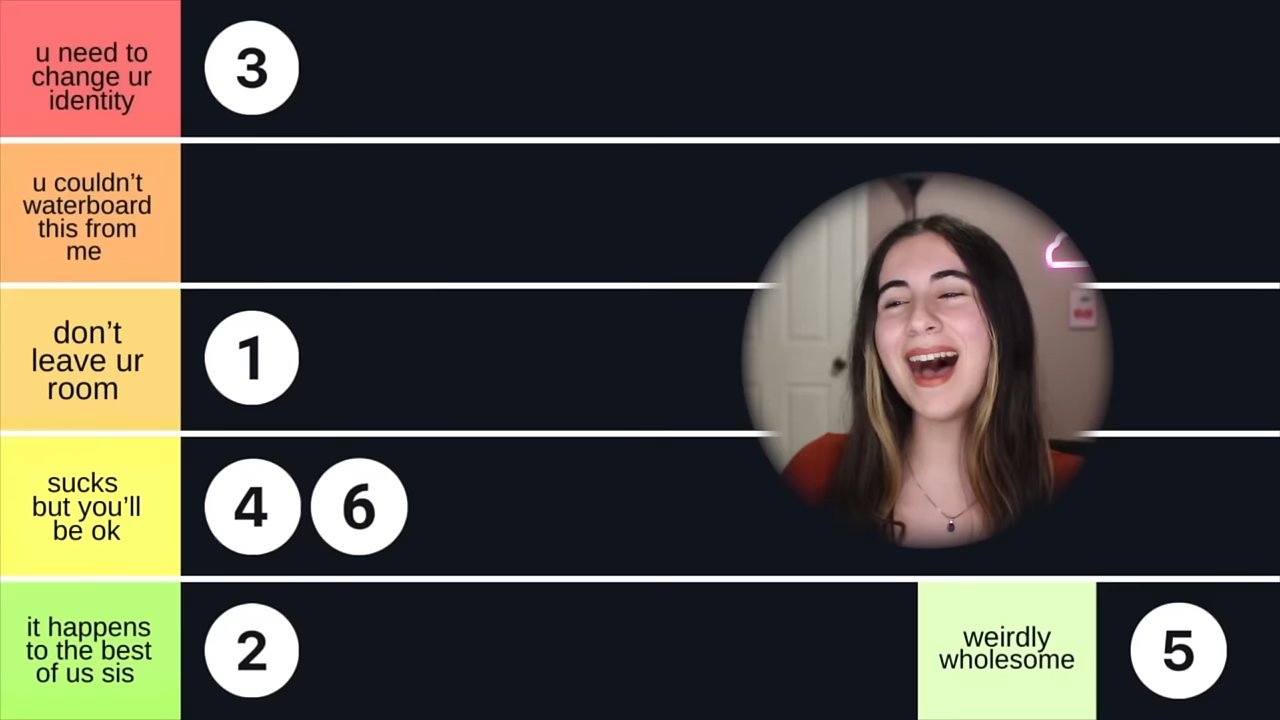 u need to
change ur
identity
3
u couldn't
waterboard
this from
me
don't
leave ur
room
1
sucks
but you'll
be ok
4 6
it happens
to the best
of us sis
2
weirdly
wholesome
5